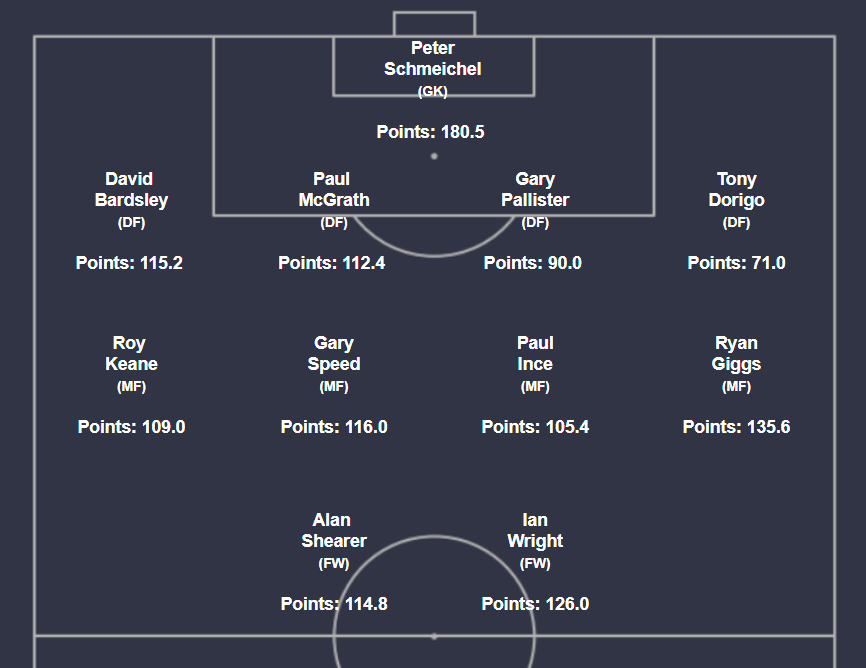 Peter
Schmeichel
(GK)
Points: 180.5
David
Bardsley
(DF)
Points: 115.2
Paul
McGrath
(DF)
Points: 112.4
Gary
Pallister
(DF)
Points: 90.0
Tony
Dorigo
(DF)
Points: 71.0
Roy
Keane
(MF)
Points: 109.0
Gary
Speed
(MF)
Points: 116.0
Paul
Ince
(MF)
Points: 105.4
Ryan
Giggs
(MF)
Points: 135.6
Alan
Shearer
(FW)
Points: 114.8
Ian
Wright
(FW)
Points: 126.0